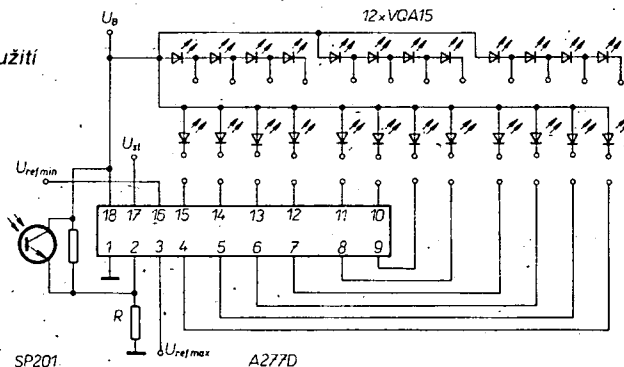 12×VQA15
U_B
užití
U_st
U_ref min
18 17 16 15 14 13 12 11 10
1 2 3 4 5 6 7 8 9
R
U_ref max
SP201
A277D